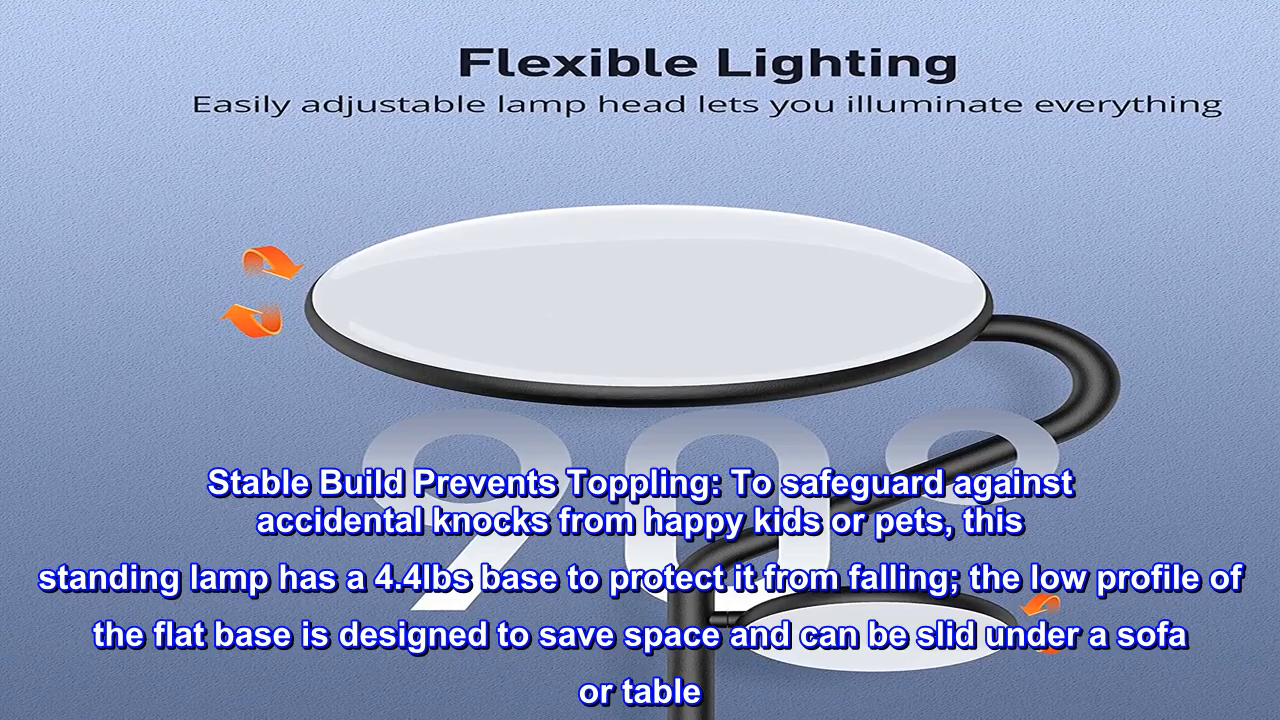 Flexible Lighting
Easily adjustable lamp head lets you illuminate everything
90°
Stable Build Prevents Toppling: To safeguard against
accidental knocks from happy kids or pets, this
standing lamp has a 4.4lbs base to protect it from falling; the low profile of
the flat base is designed to save space and can be slid under a sofa
or table